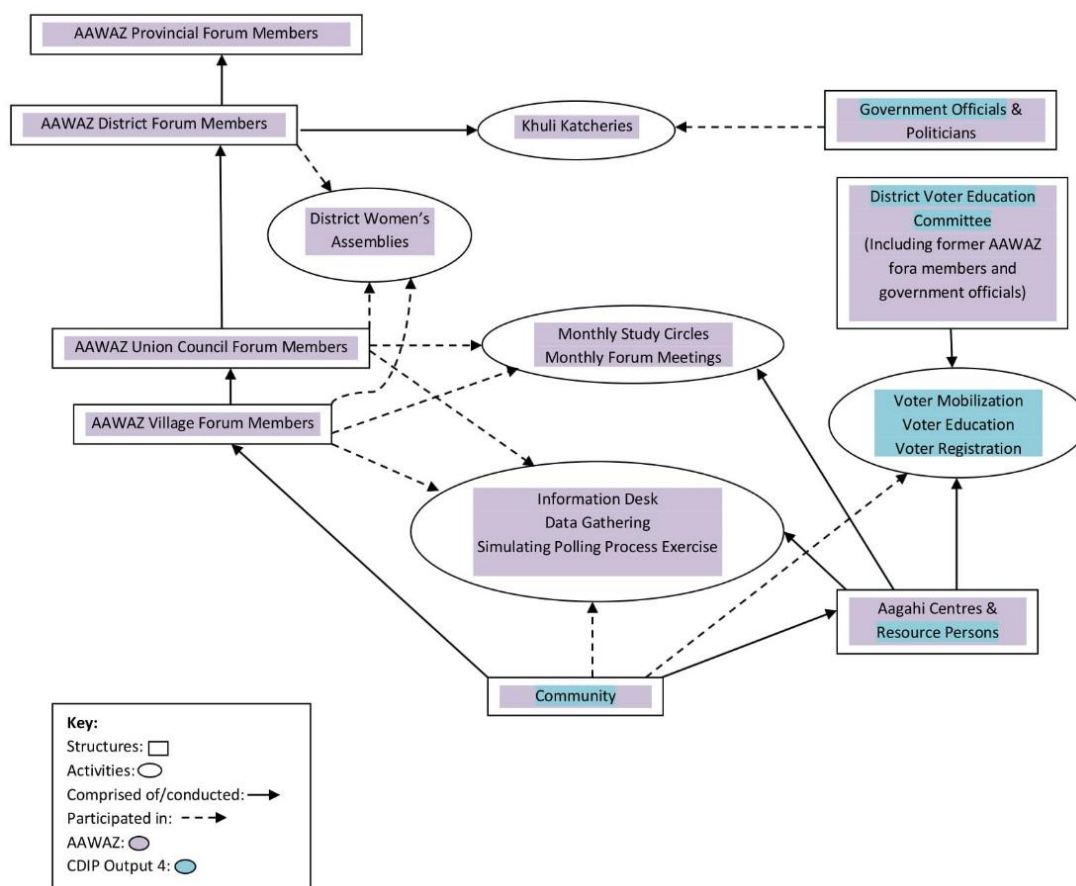 AAWAZ Provincial Forum Members
AAWAZ District Forum Members
Khuli Katcheries
Government Officials &
Politicians
District Women's
Assemblies
District Voter Education
Committee
(Including former AAWAZ
fora members and
government officials)
AAWAZ Union Council Forum Members
Monthly Study Circles
Monthly Forum Meetings
AAWAZ Village Forum Members
Voter Mobilization
Voter Education
Voter Registration
Information Desk
Data Gathering
Simulating Polling Process Exercise
Aagahi Centres &
Resource Persons
Community
Key:
Structures:
Activities:
Comprised of/conducted:
Participated in:
AAWAZ:
CDIP Output 4: